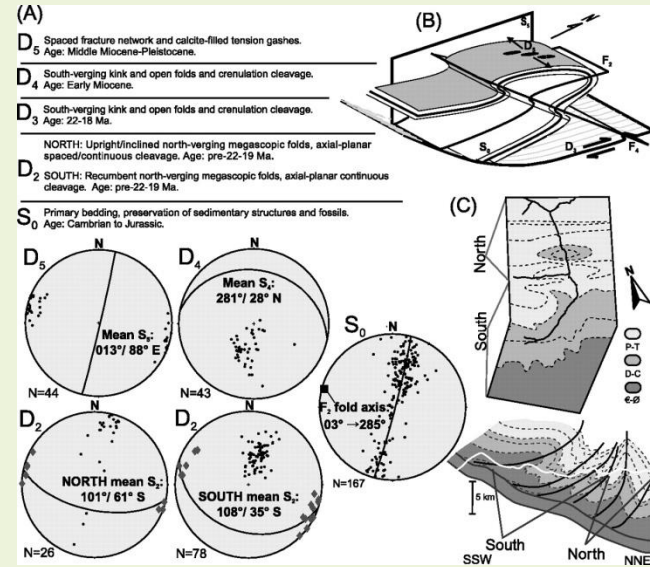 (A)
D5 Spaced fracture network and calcite-filled tension gashes.
Age: Middle Miocene-Pleistocene.
D4 South-verging kink and open folds and crenulation cleavage.
Age: Early Miocene.
D3 South-verging kink and open folds and crenulation cleavage.
Age: 22-18 Ma.
NORTH: Upright/inclined north-verging megascopic folds, axial-planar
spaced/continuous cleavage. Age: pre-22-19 Ma.
D2 SOUTH: Recumbent north-verging megascopic folds, axial-planar continuous
cleavage. Age: pre-22-19 Ma.
S0 Primary bedding, preservation of sedimentary structures and fossils.
Age: Cambrian to Jurassic.
D5
N
Mean S5:
013°/ 88° E
N=44
D4
N
Mean S4:
281°/ 28° N
N=43
S0
N
F2 fold axis:
03° →285°
N=167
D2
N
NORTH mean S2:
101°/ 61° S
N=26
D2
N
SOUTH mean S2:
108°/ 35° S
N=78
(B)
S5
N
F2
S0
F4
(C)
North
South
N
P-T
D-C
€-Ø
5 km
South
North
SSW
NNE